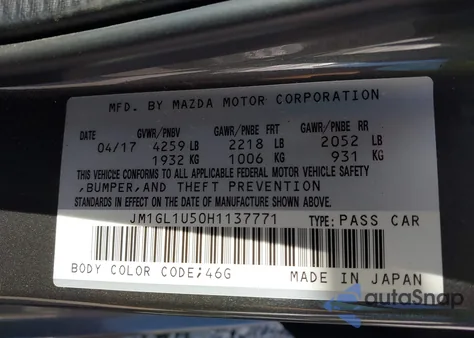 MFD. BY MAZDA MOTOR CORPORATION
DATE GVWR/PNBV GAWR/PNBE FRT GAWR/PNBE RR
04/17 4259 LB 2218 LB 2052 LB
1932 KG 1006 KG 931 KG
THIS VEHICLE CONFORMS TO ALL APPLICABLE FEDERAL MOTOR VEHICLE SAFETY
,BUMPER,AND THEFT PREVENTION
STANDARDS IN EFFECT ON THE DATE OF MANUFACTURE SHOWN ABOVE.
JM1GL1U50H1137771 TYPE: PASS CAR
BODY COLOR CODE;46G MADE IN JAPAN
autoSnap